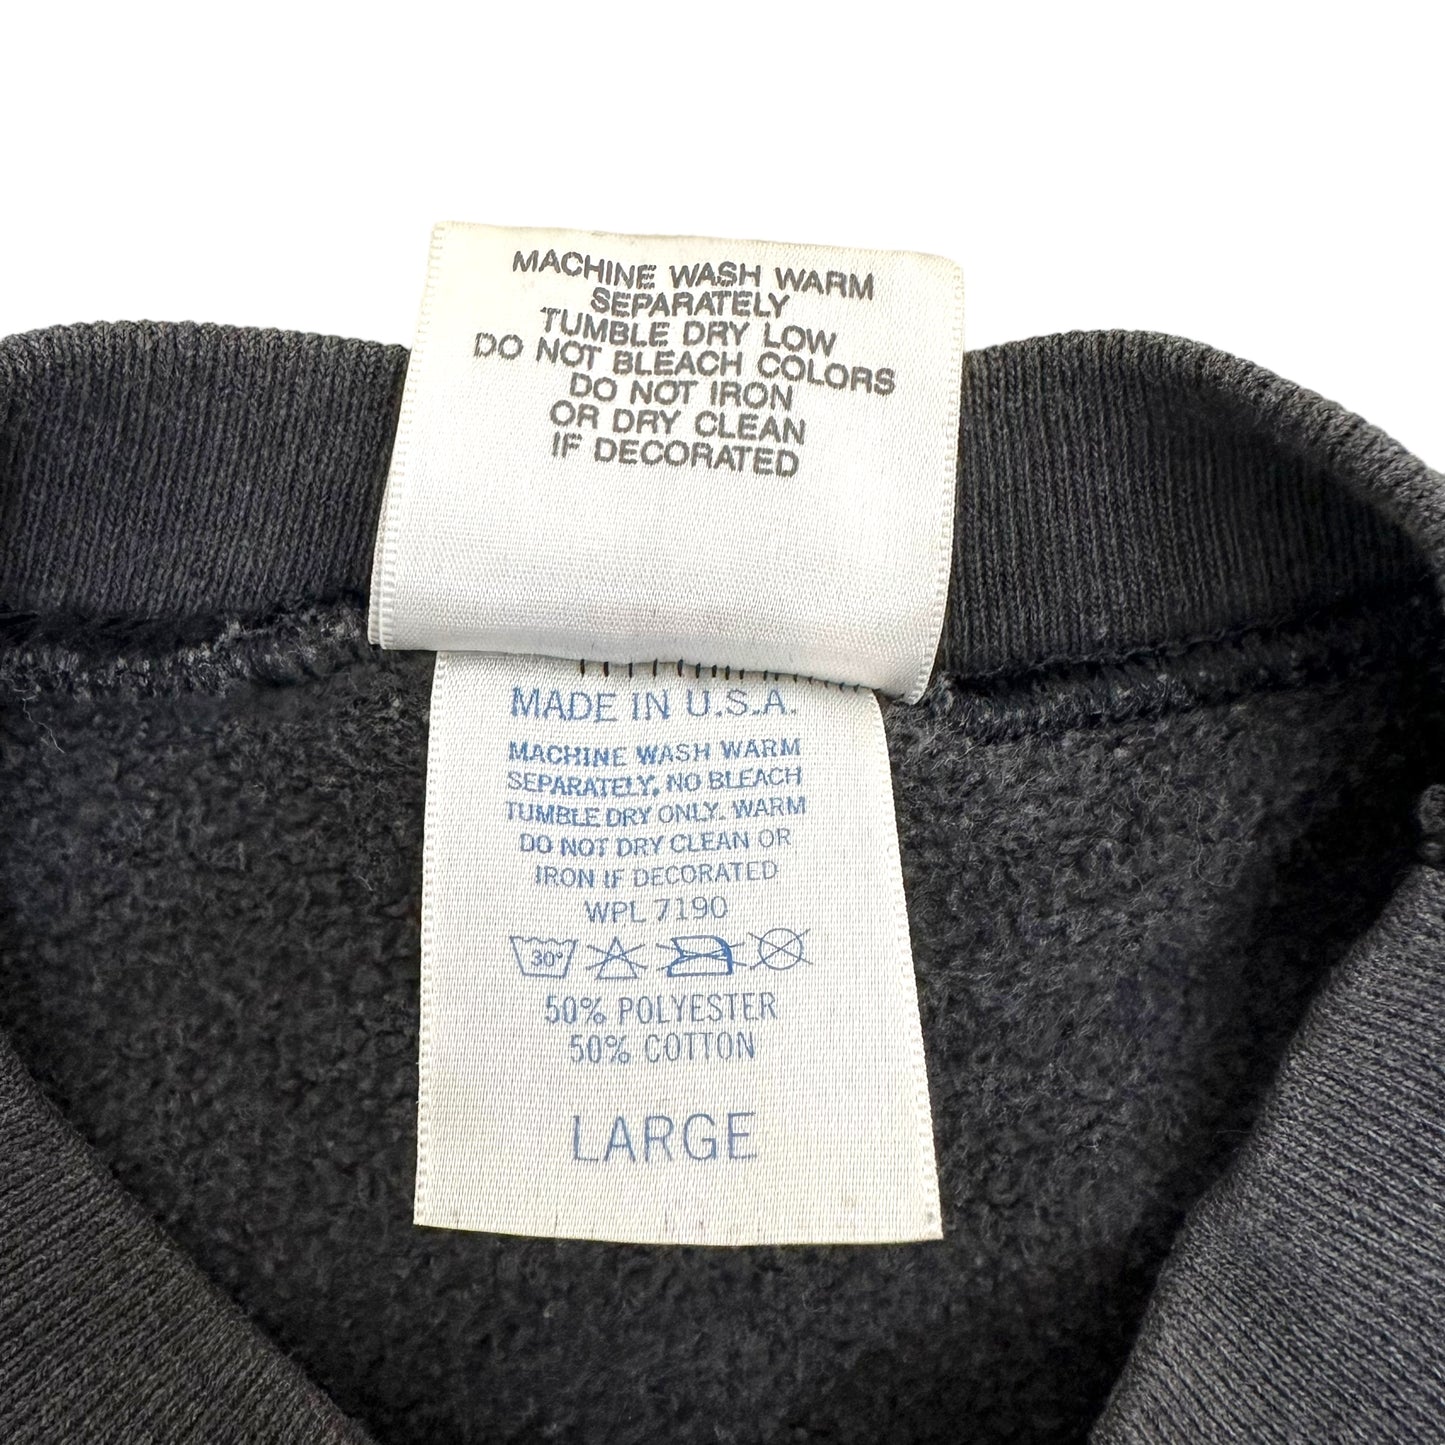 MACHINE WASH WARM
SEPARATELY
TUMBLE DRY LOW
DO NOT BLEACH COLORS
DO NOT IRON
OR DRY CLEAN
IF DECORATED
MADE IN U.S.A.
MACHINE WASH WARM
SEPARATELY, NO BLEACH
TUMBLE DRY ONLY. WARM
DO NOT DRY CLEAN OR
IRON IF DECORATED
WPL 7190
30°
50% POLYESTER
50% COTTON
LARGE